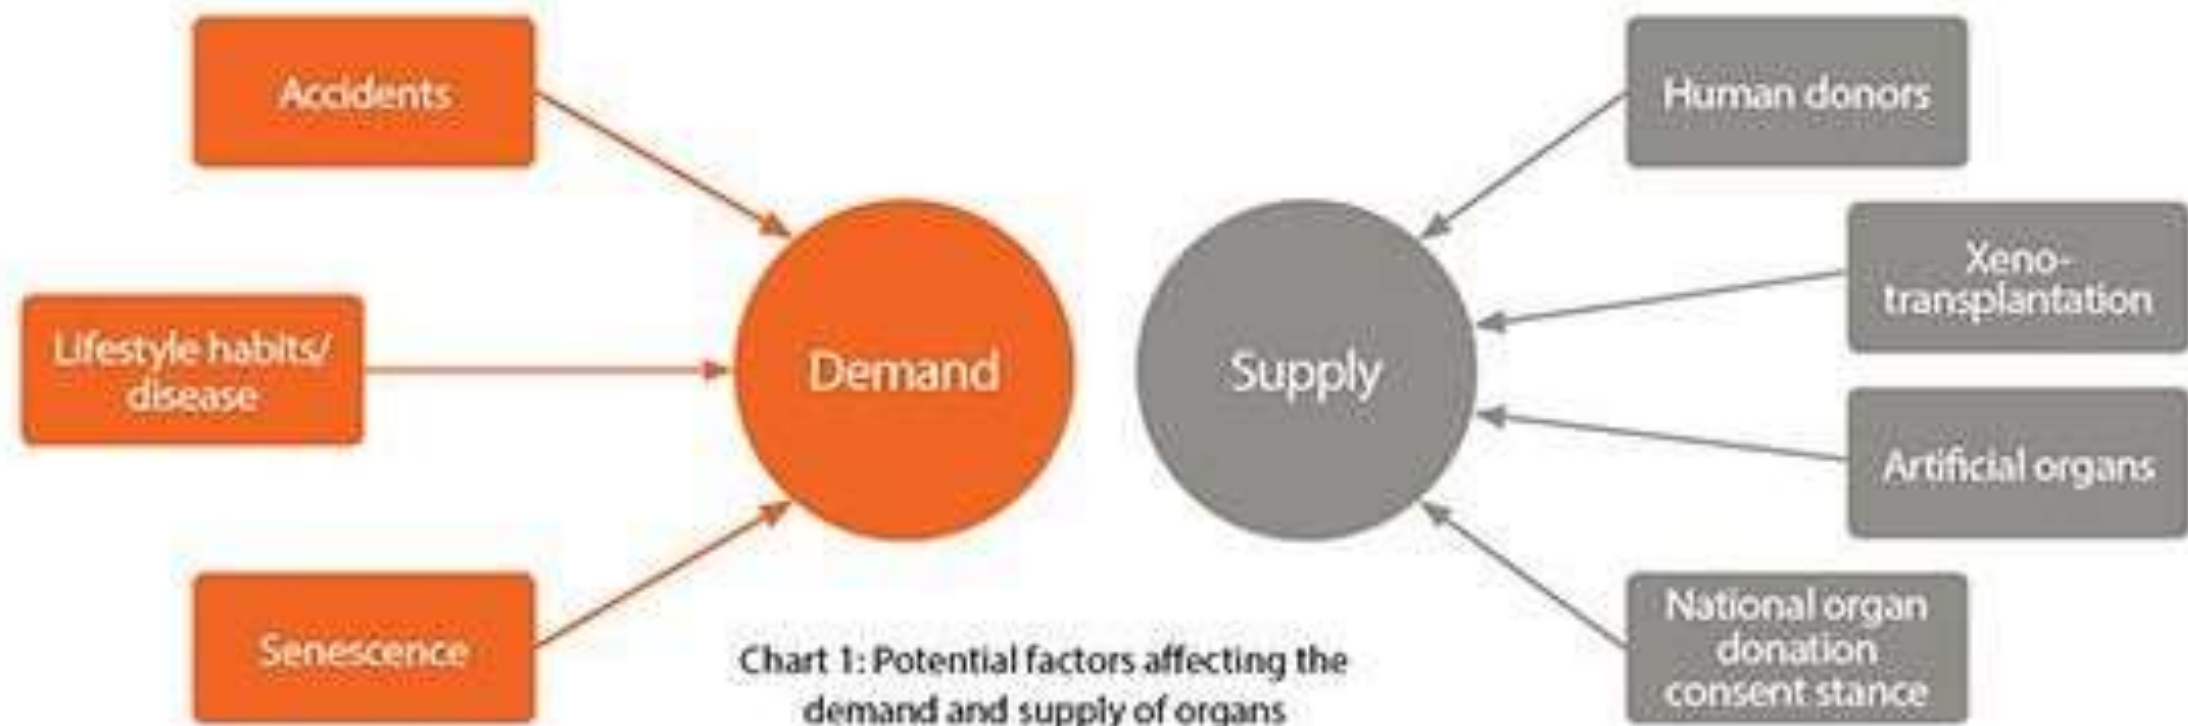 Accidents
Lifestyle habits/
disease
Senescence
Demand
Supply
Human donors
Xeno-
transplantation
Artificial organs
National organ
donation
consent stance
Chart 1: Potential factors affecting the
demand and supply of organs